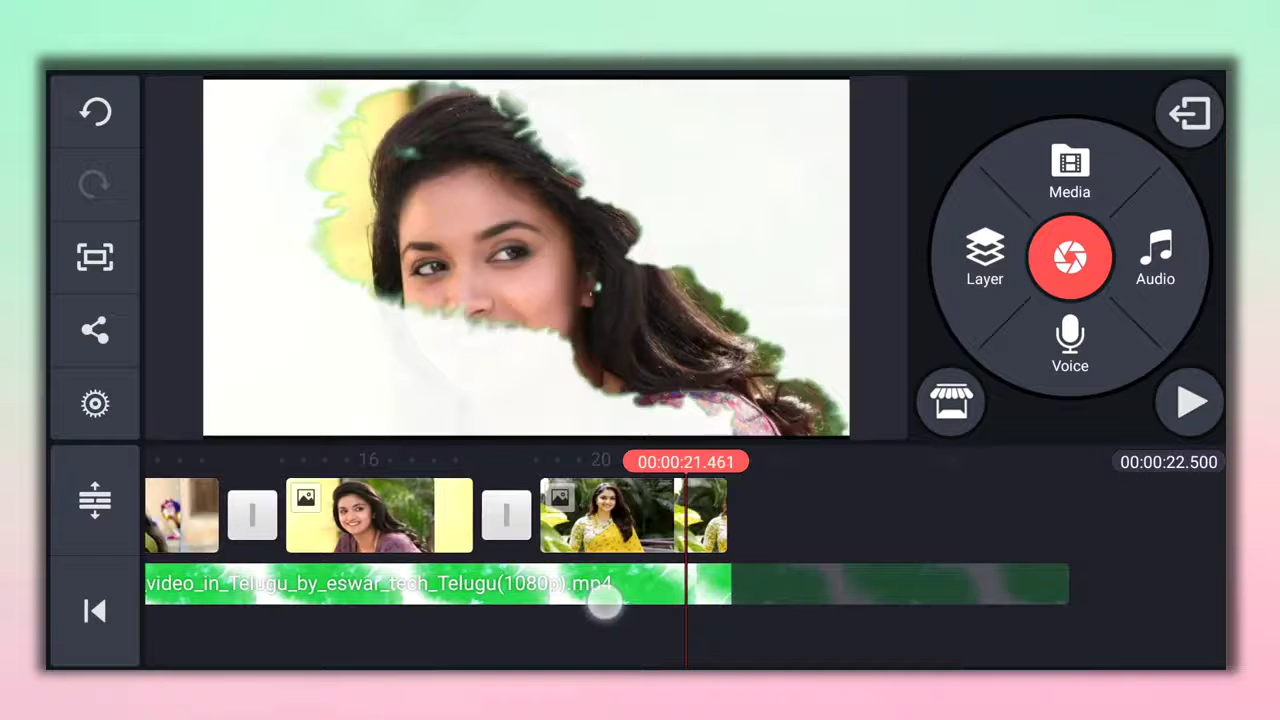 Media
Layer
Audio
Voice
16
20
00:00:21.461
00:00:22.500
video_in_Telugu_by_eswar_tech_Telugu(1080p).mp4